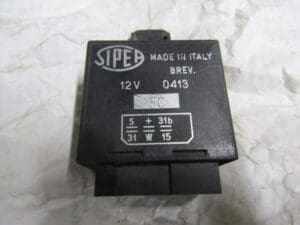 SIPEA
MADE IN ITALY
BREV.
12V 0413
S + 31b
31 W 15